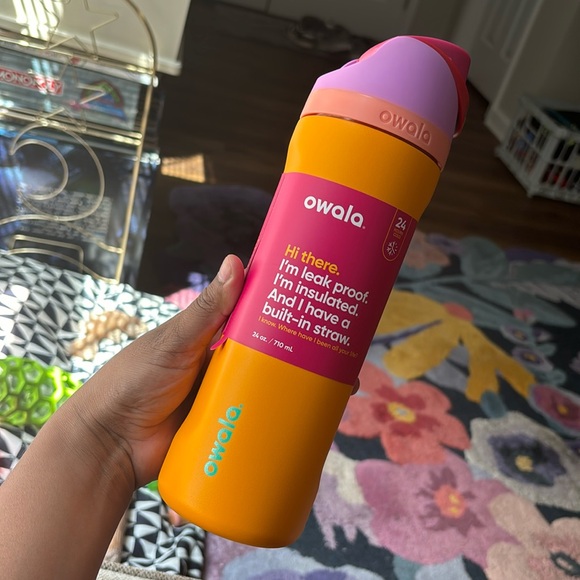 MONOPOLY
owala
owala
24
Hi there.
I'm leak proof.
I'm insulated.
And I have a
built-in straw.
I know. Where have I been all your life?
24 oz. / 710 mL
owala